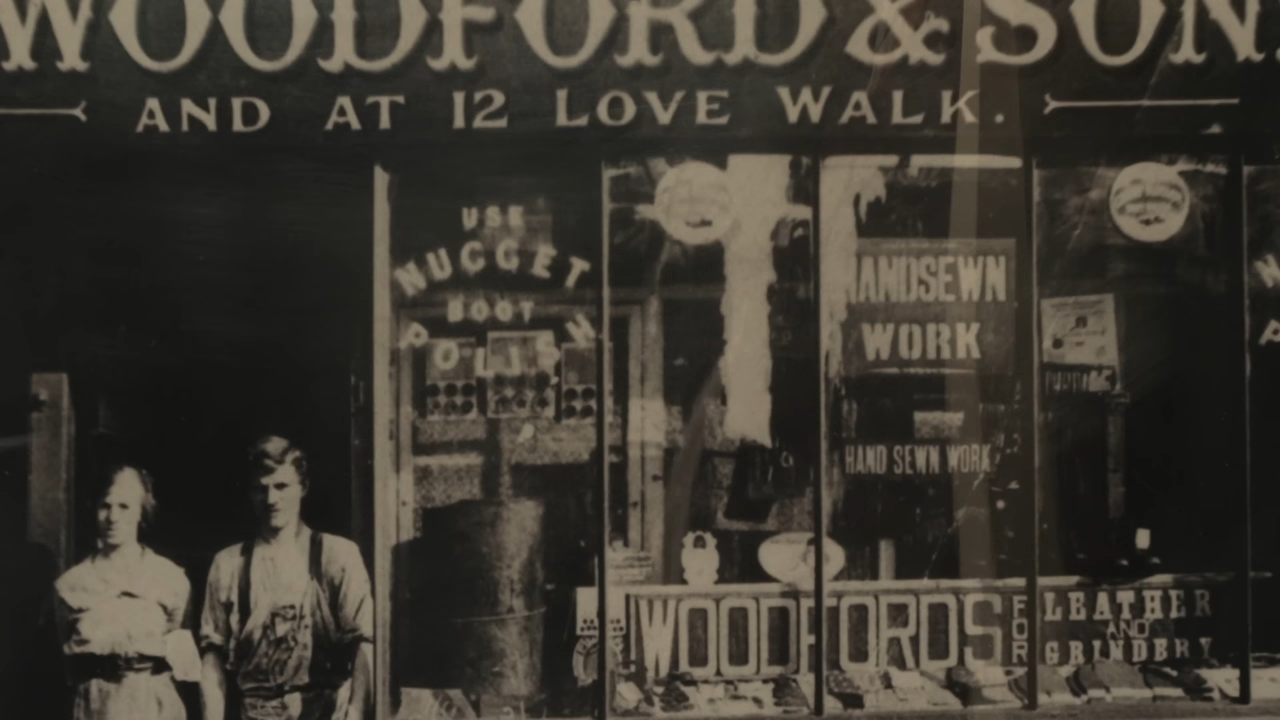 WOODFORD & SON.
AND AT 12 LOVE WALK.
USE
NUGGET
BOOT
POLISH
HANDSEWN
WORK
HAND SEWN WORK
WOODFORDS FOR LEATHER
AND
GRINDERY